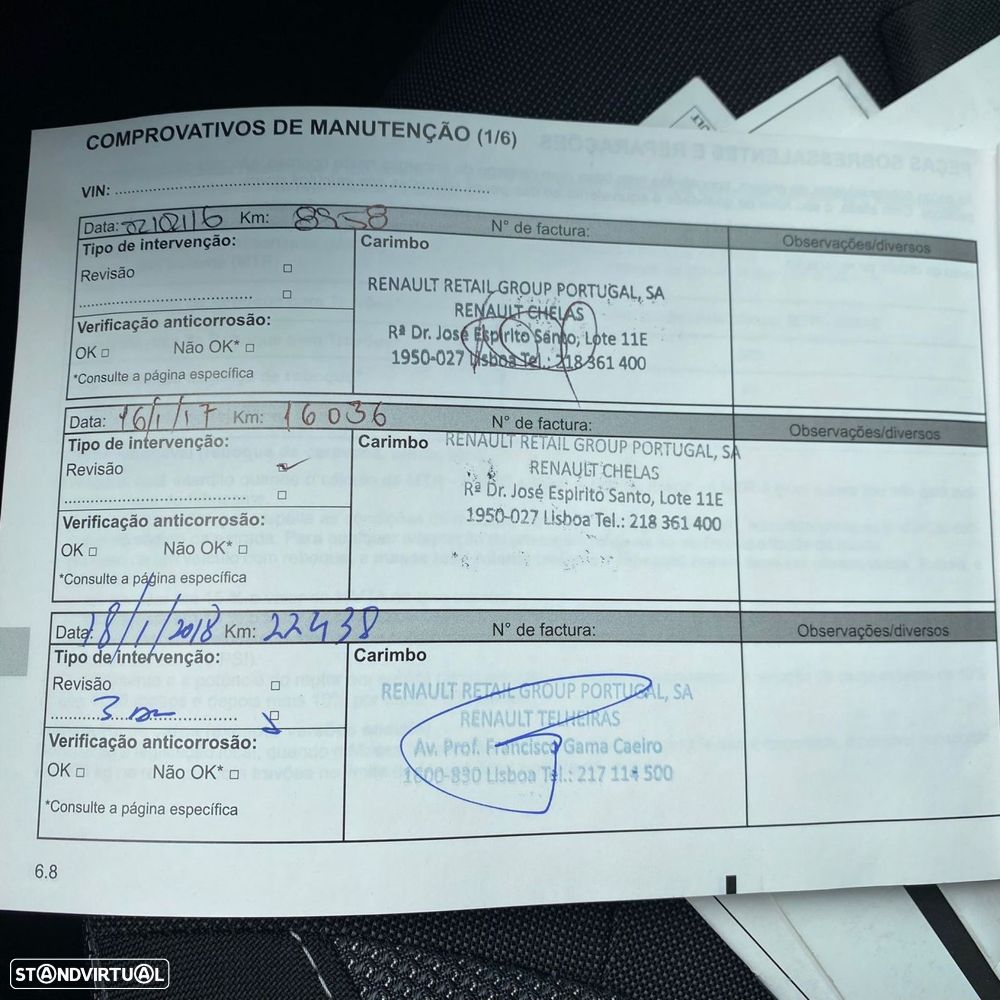 COMPROVATIVOS DE MANUTENÇÃO (1/6)
PEÇAS SOBRESSALENTES E REPARAÇÕES
VIN:
Data: 02/02/16 Km: 8958 N° de factura: Observações/diversos
Tipo de intervenção:
Carimbo
Revisão □
□
RENAULT RETAIL GROUP PORTUGAL, SA
RENAULT CHELAS
Rª Dr. José Espirito Santo, Lote 11E
1950-027 Lisboa Tel.: 218 361 400
Verificação anticorrosão:
OK □ Não OK* □
*Consulte a página específica
Data: 16/1/17 Km: 16036 N° de factura: Observações/diversos
Tipo de intervenção:
Carimbo
Revisão
□
RENAULT RETAIL GROUP PORTUGAL, SA
RENAULT CHELAS
Rª Dr. José Espirito Santo, Lote 11E
1950-027 Lisboa Tel.: 218 361 400
Verificação anticorrosão:
OK □ Não OK* □
*Consulte a página específica
Data: 18/1/2018 Km: 22438 N° de factura: Observações/diversos
Tipo de intervenção:
Carimbo
Revisão □
3
RENAULT RETAIL GROUP PORTUGAL, SA
RENAULT TELHEIRAS
Av. Prof. Francisco Gama Caeiro
1600-830 Lisboa Tel.: 217 114 500
Verificação anticorrosão:
OK □ Não OK* □
*Consulte a página específica
6.8
STANDVIRTUAL